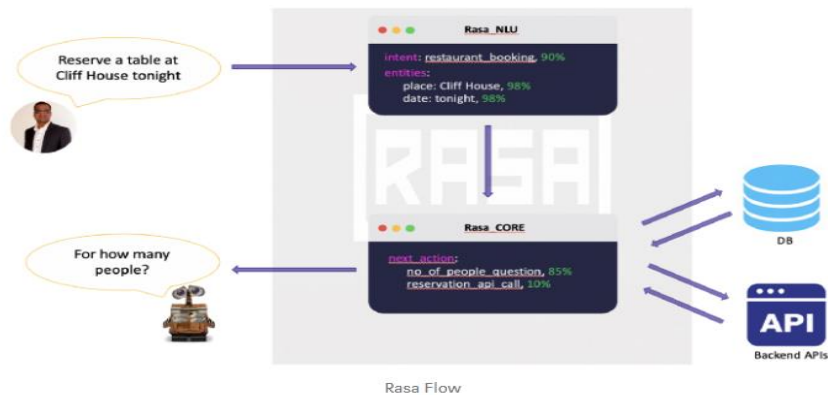 Rasa_NLU
Reserve a table at
Cliff House tonight
intent: restaurant_booking, 90%
entities:
place: Cliff House, 98%
date: tonight, 98%
RASA
Rasa_CORE
For how many
people?
next_action:
no_of_people_question, 85%
reservation_api_call, 10%
DB
API
Backend APIs
Rasa Flow